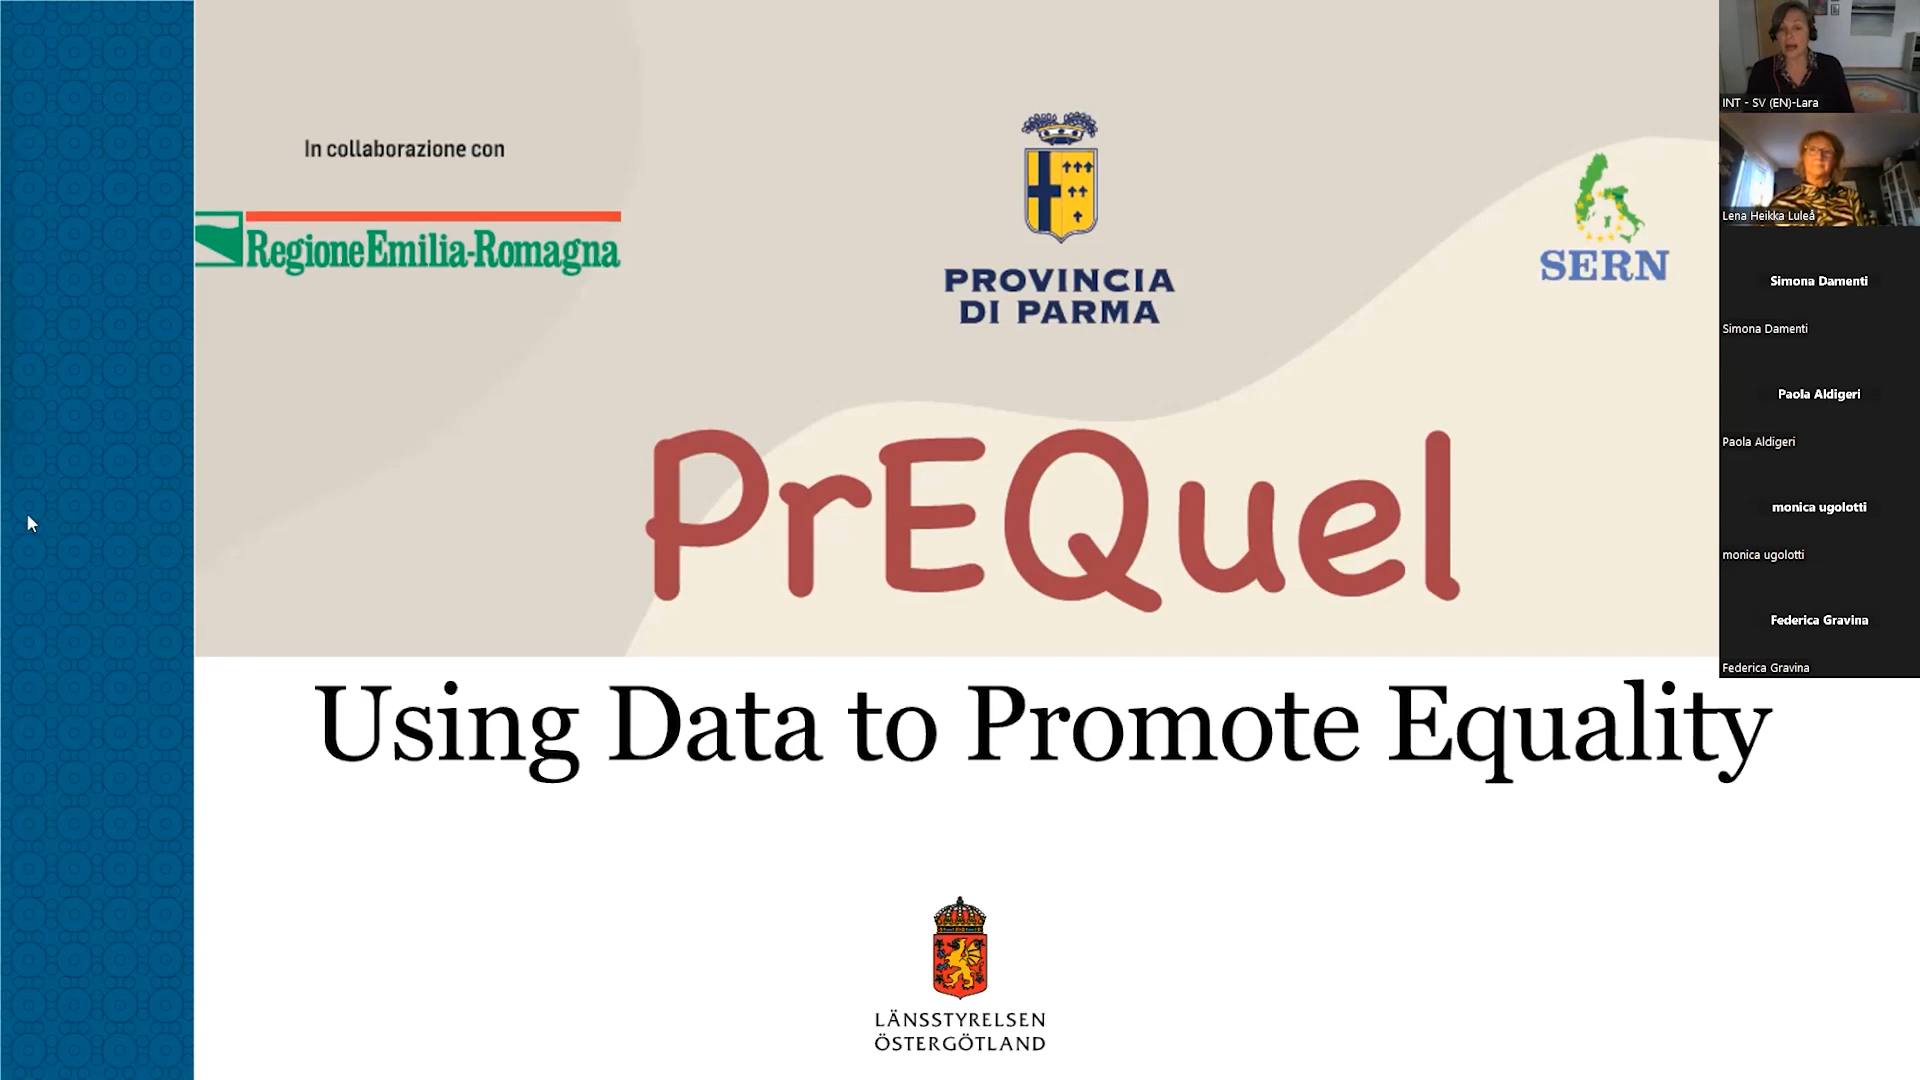 In collaborazione con
RegioneEmilia-Romagna
PROVINCIA
DI PARMA
SERN
PrEQuel
Using Data to Promote Equality
LÄNSSTYRELSEN
ÖSTERGÖTLAND
INT - SV (EN)-Lara
Lena Heikka Luleå
Simona Damenti
Simona Damenti
Paola Aldigeri
Paola Aldigeri
monica ugolotti
monica ugolotti
Federica Gravina
Federica Gravina